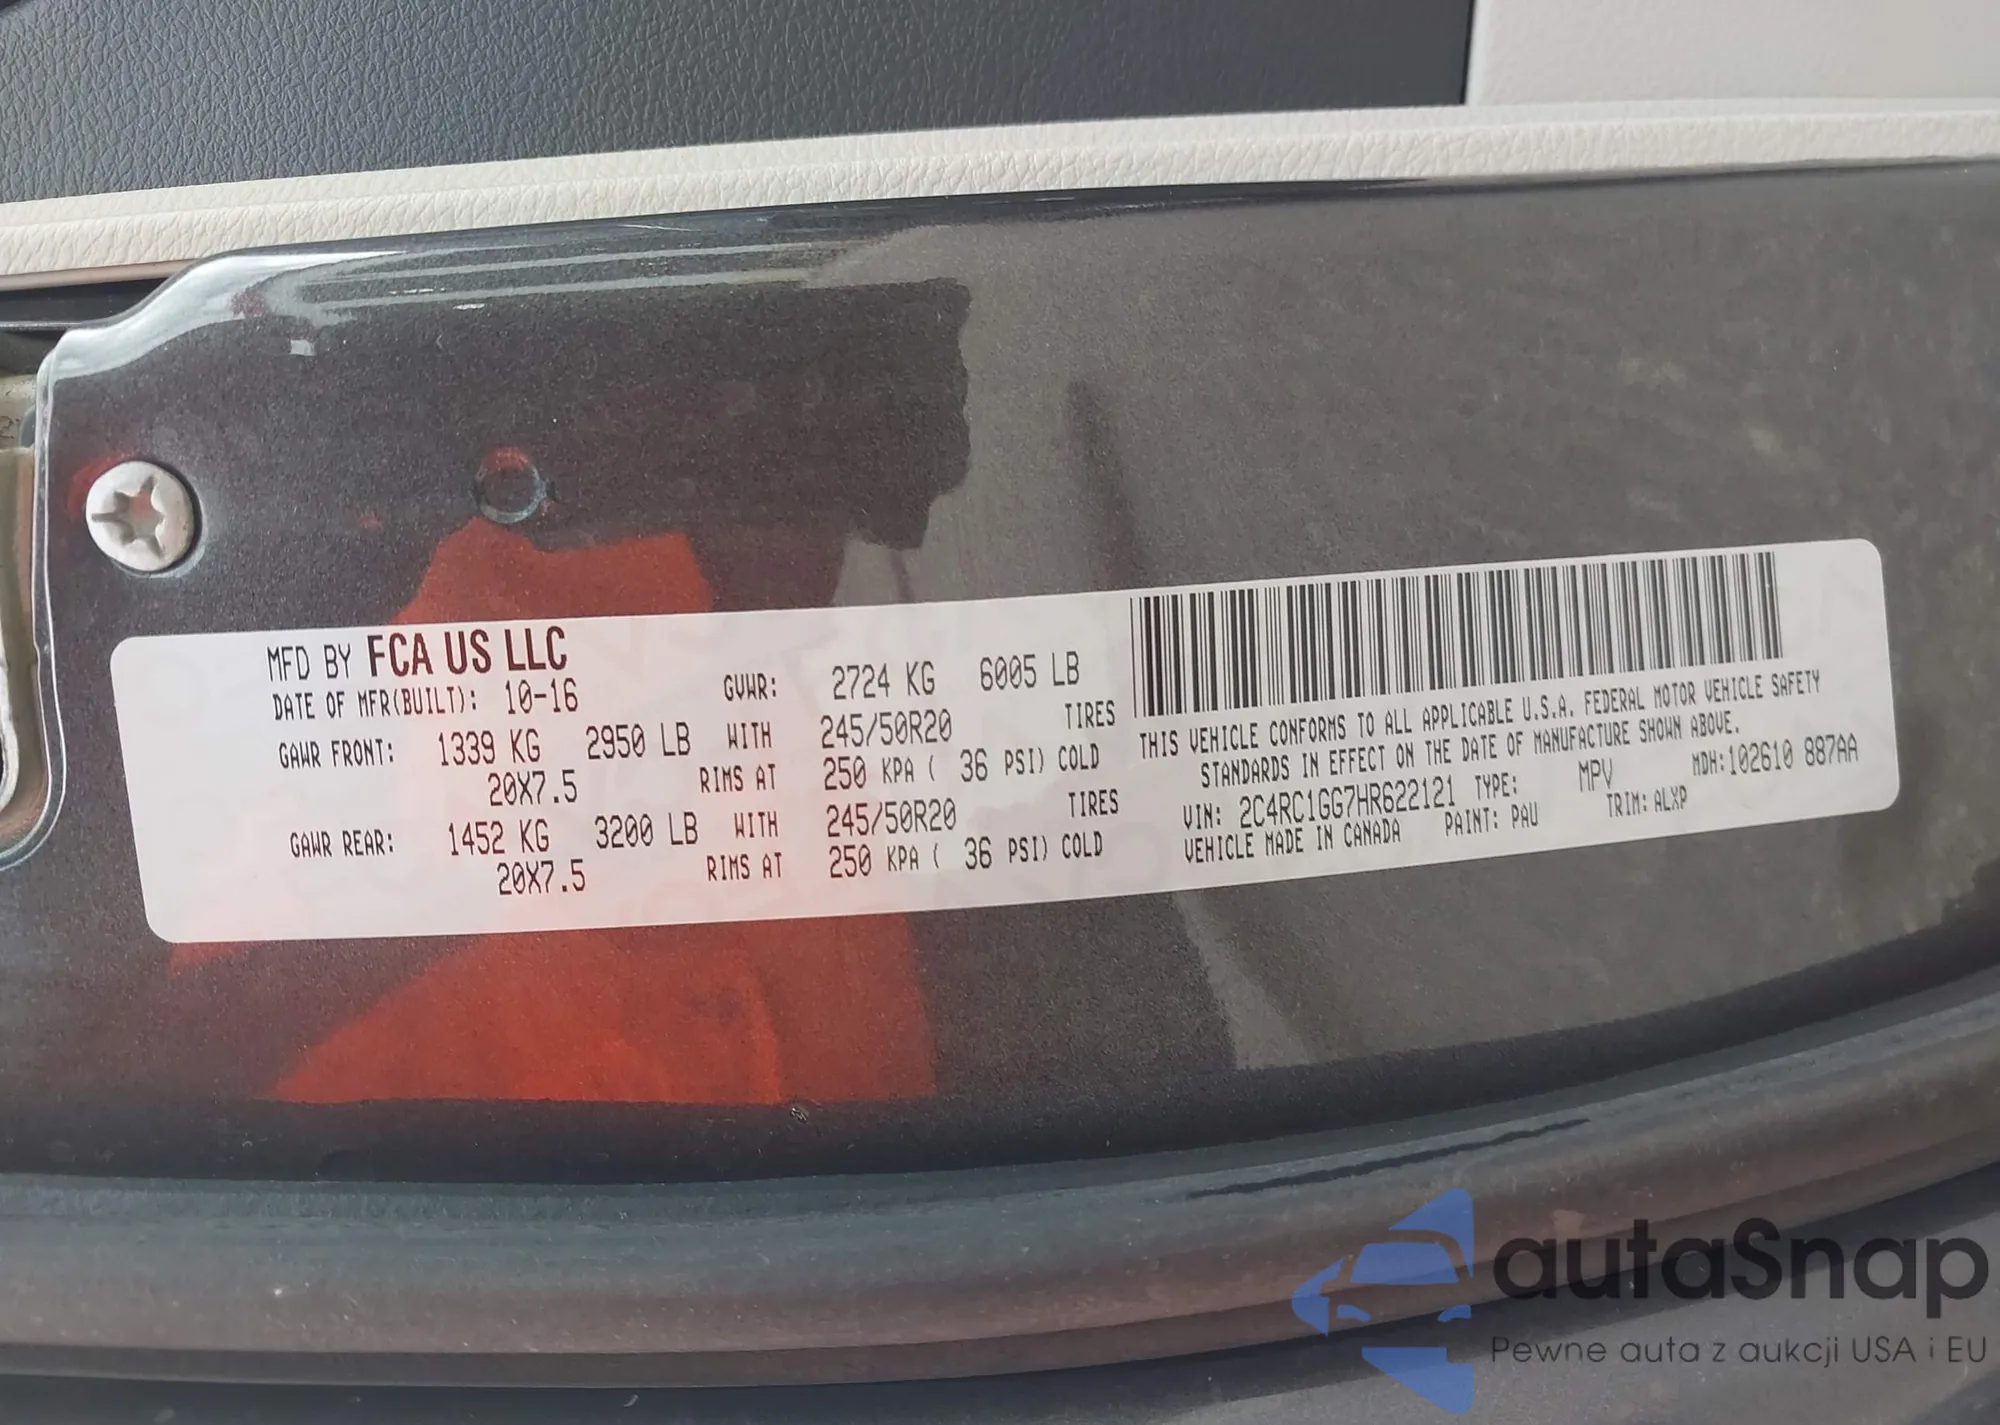 MFD BY FCA US LLC
DATE OF MFR(BUILT): 10-16 GVWR: 2724 KG 6005 LB
GAWR FRONT: 1339 KG 2950 LB WITH 245/50R20 TIRES
20X7.5 RIMS AT 250 KPA ( 36 PSI) COLD
GAWR REAR: 1452 KG 3200 LB WITH 245/50R20 TIRES
20X7.5 RIMS AT 250 KPA ( 36 PSI) COLD
THIS VEHICLE CONFORMS TO ALL APPLICABLE U.S.A. FEDERAL MOTOR VEHICLE SAFETY
STANDARDS IN EFFECT ON THE DATE OF MANUFACTURE SHOWN ABOVE.
VIN: 2C4RC1GG7HR622121 TYPE: MPV MDH:102610 887AA
VEHICLE MADE IN CANADA PAINT: PAU TRIM: ALXP
autaSnap
Pewne auta z aukcji USA i EU